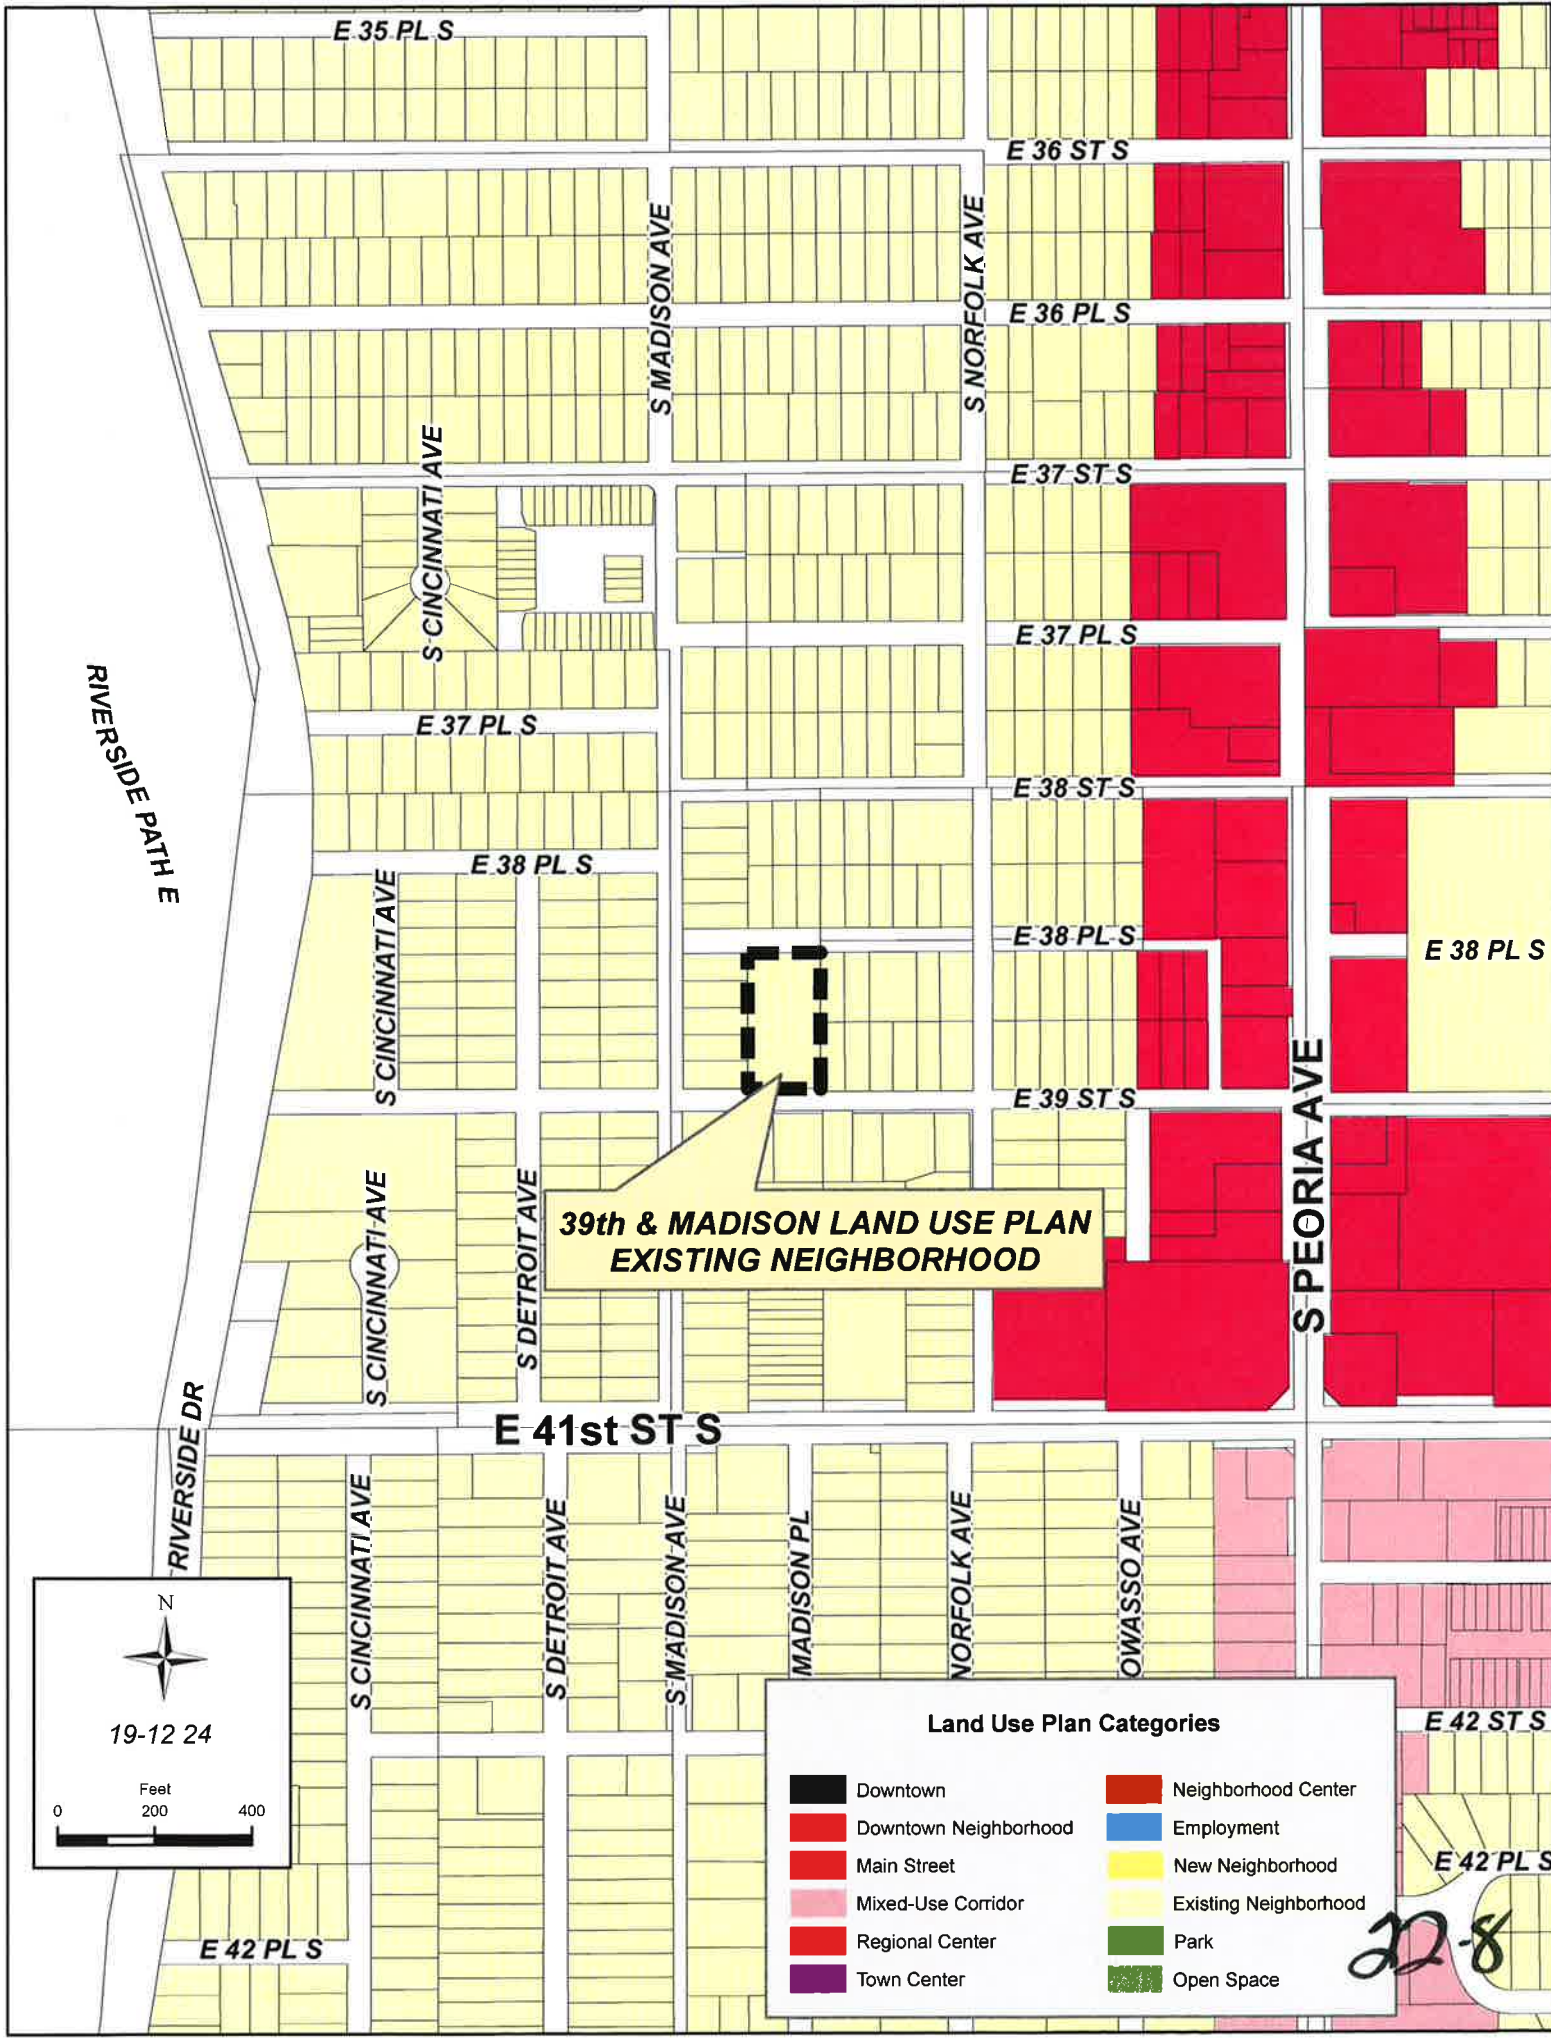 E 35 PL S
E 36 ST S
S MADISON AVE
S NORFOLK AVE
E 36 PL S
S CINCINNATI AVE
E 37 ST S
E 37 PL S
RIVERSIDE PATH E
E 37 PL S
E 38 ST S
E 38 PL S
S CINCINNATI AVE
E 38 PL S
E 38 PL S
E 39 ST S
S PEORIA AVE
S CINCINNATI AVE
S DETROIT AVE
39th & MADISON LAND USE PLAN
EXISTING NEIGHBORHOOD
RIVERSIDE DR
E 41st ST S
S CINCINNATI AVE
S DETROIT AVE
S MADISON AVE
MADISON PL
NORFOLK AVE
OWASSO AVE
N
19-12 24
Feet
0 200 400
Land Use Plan Categories
Downtown
Downtown Neighborhood
Main Street
Mixed-Use Corridor
Regional Center
Town Center
Neighborhood Center
Employment
New Neighborhood
Existing Neighborhood
Park
Open Space
E 42 ST S
E 42 PL S
E 42 PL S
22-8